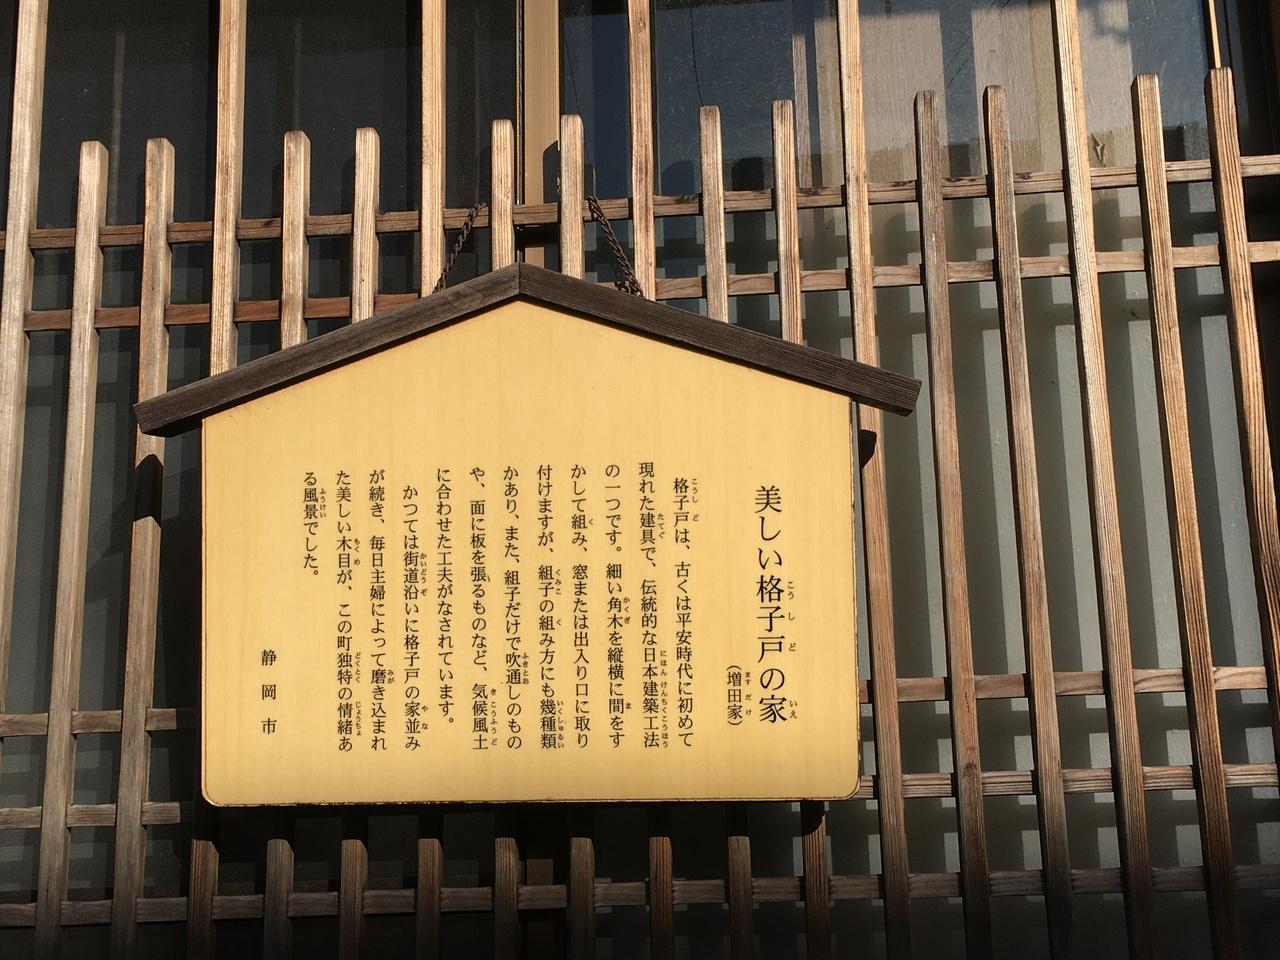 美しい格子戸の家
（増田家）
格子戸は、古くは平安時代に初めて
現れた建具で、伝統的な日本建築工法
の一つです。細い角木を縦横に間をす
かして組み、窓または出入り口に取り
付けますが、組子の組み方にも幾種類
かあり、また、組子だけで吹通しのもの
や、面に板を張るものなど、気候風土
に合わせた工夫がなされています。
かつては街道沿いに格子戸の家並み
が続き、毎日主婦によって磨き込まれ
た美しい木目が、この町独特の情緒あ
る風景でした。
静岡市